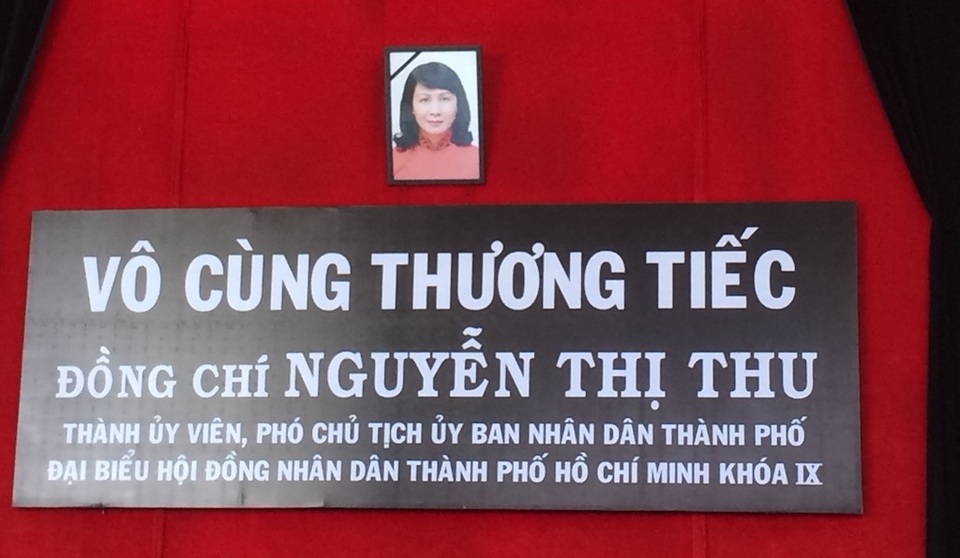 VÔ CÙNG THƯƠNG TIẾC
ĐỒNG CHÍ NGUYỄN THỊ THU
THÀNH ỦY VIÊN, PHÓ CHỦ TỊCH ỦY BAN NHÂN DÂN THÀNH PHỐ
ĐẠI BIỂU HỘI ĐỒNG NHÂN DÂN THÀNH PHỐ HỒ CHÍ MINH KHÓA IX